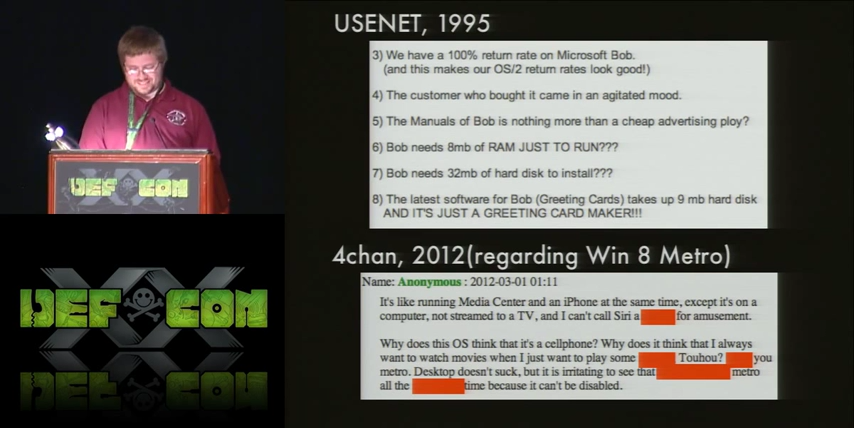 USENET, 1995
3) We have a 100% return rate on Microsoft Bob.
(and this makes our OS/2 return rates look good!)
4) The customer who bought it came in an agitated mood.
5) The Manuals of Bob is nothing more than a cheap advertising ploy?
6) Bob needs 8mb of RAM JUST TO RUN???
7) Bob needs 32mb of hard disk to install???
8) The latest software for Bob (Greeting Cards) takes up 9 mb hard disk
AND IT'S JUST A GREETING CARD MAKER!!!
4chan, 2012(regarding Win 8 Metro)
Name: Anonymous : 2012-03-01 01:11
It's like running Media Center and an iPhone at the same time, except it's on a
computer, not streamed to a TV, and I can't call Siri a for amusement.
Why does this OS think that it's a cellphone? Why does it think that I always
want to watch movies when I just want to play some Touhou? you
metro. Desktop doesn't suck, but it is irritating to see that metro
all the time because it can't be disabled.
DEF CON
XX
DEF CON